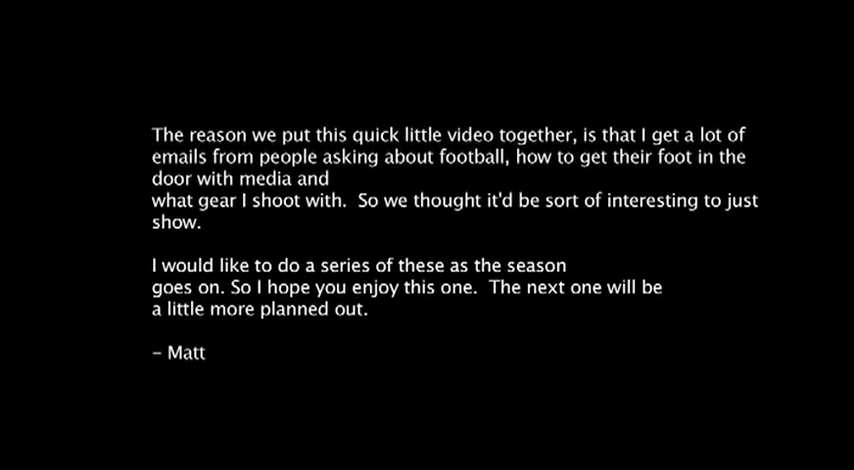 The reason we put this quick little video together, is that I get a lot of
emails from people asking about football, how to get their foot in the
door with media and
what gear I shoot with.  So we thought it'd be sort of interesting to just
show.

I would like to do a series of these as the season
goes on. So I hope you enjoy this one.  The next one will be
a little more planned out.

– Matt